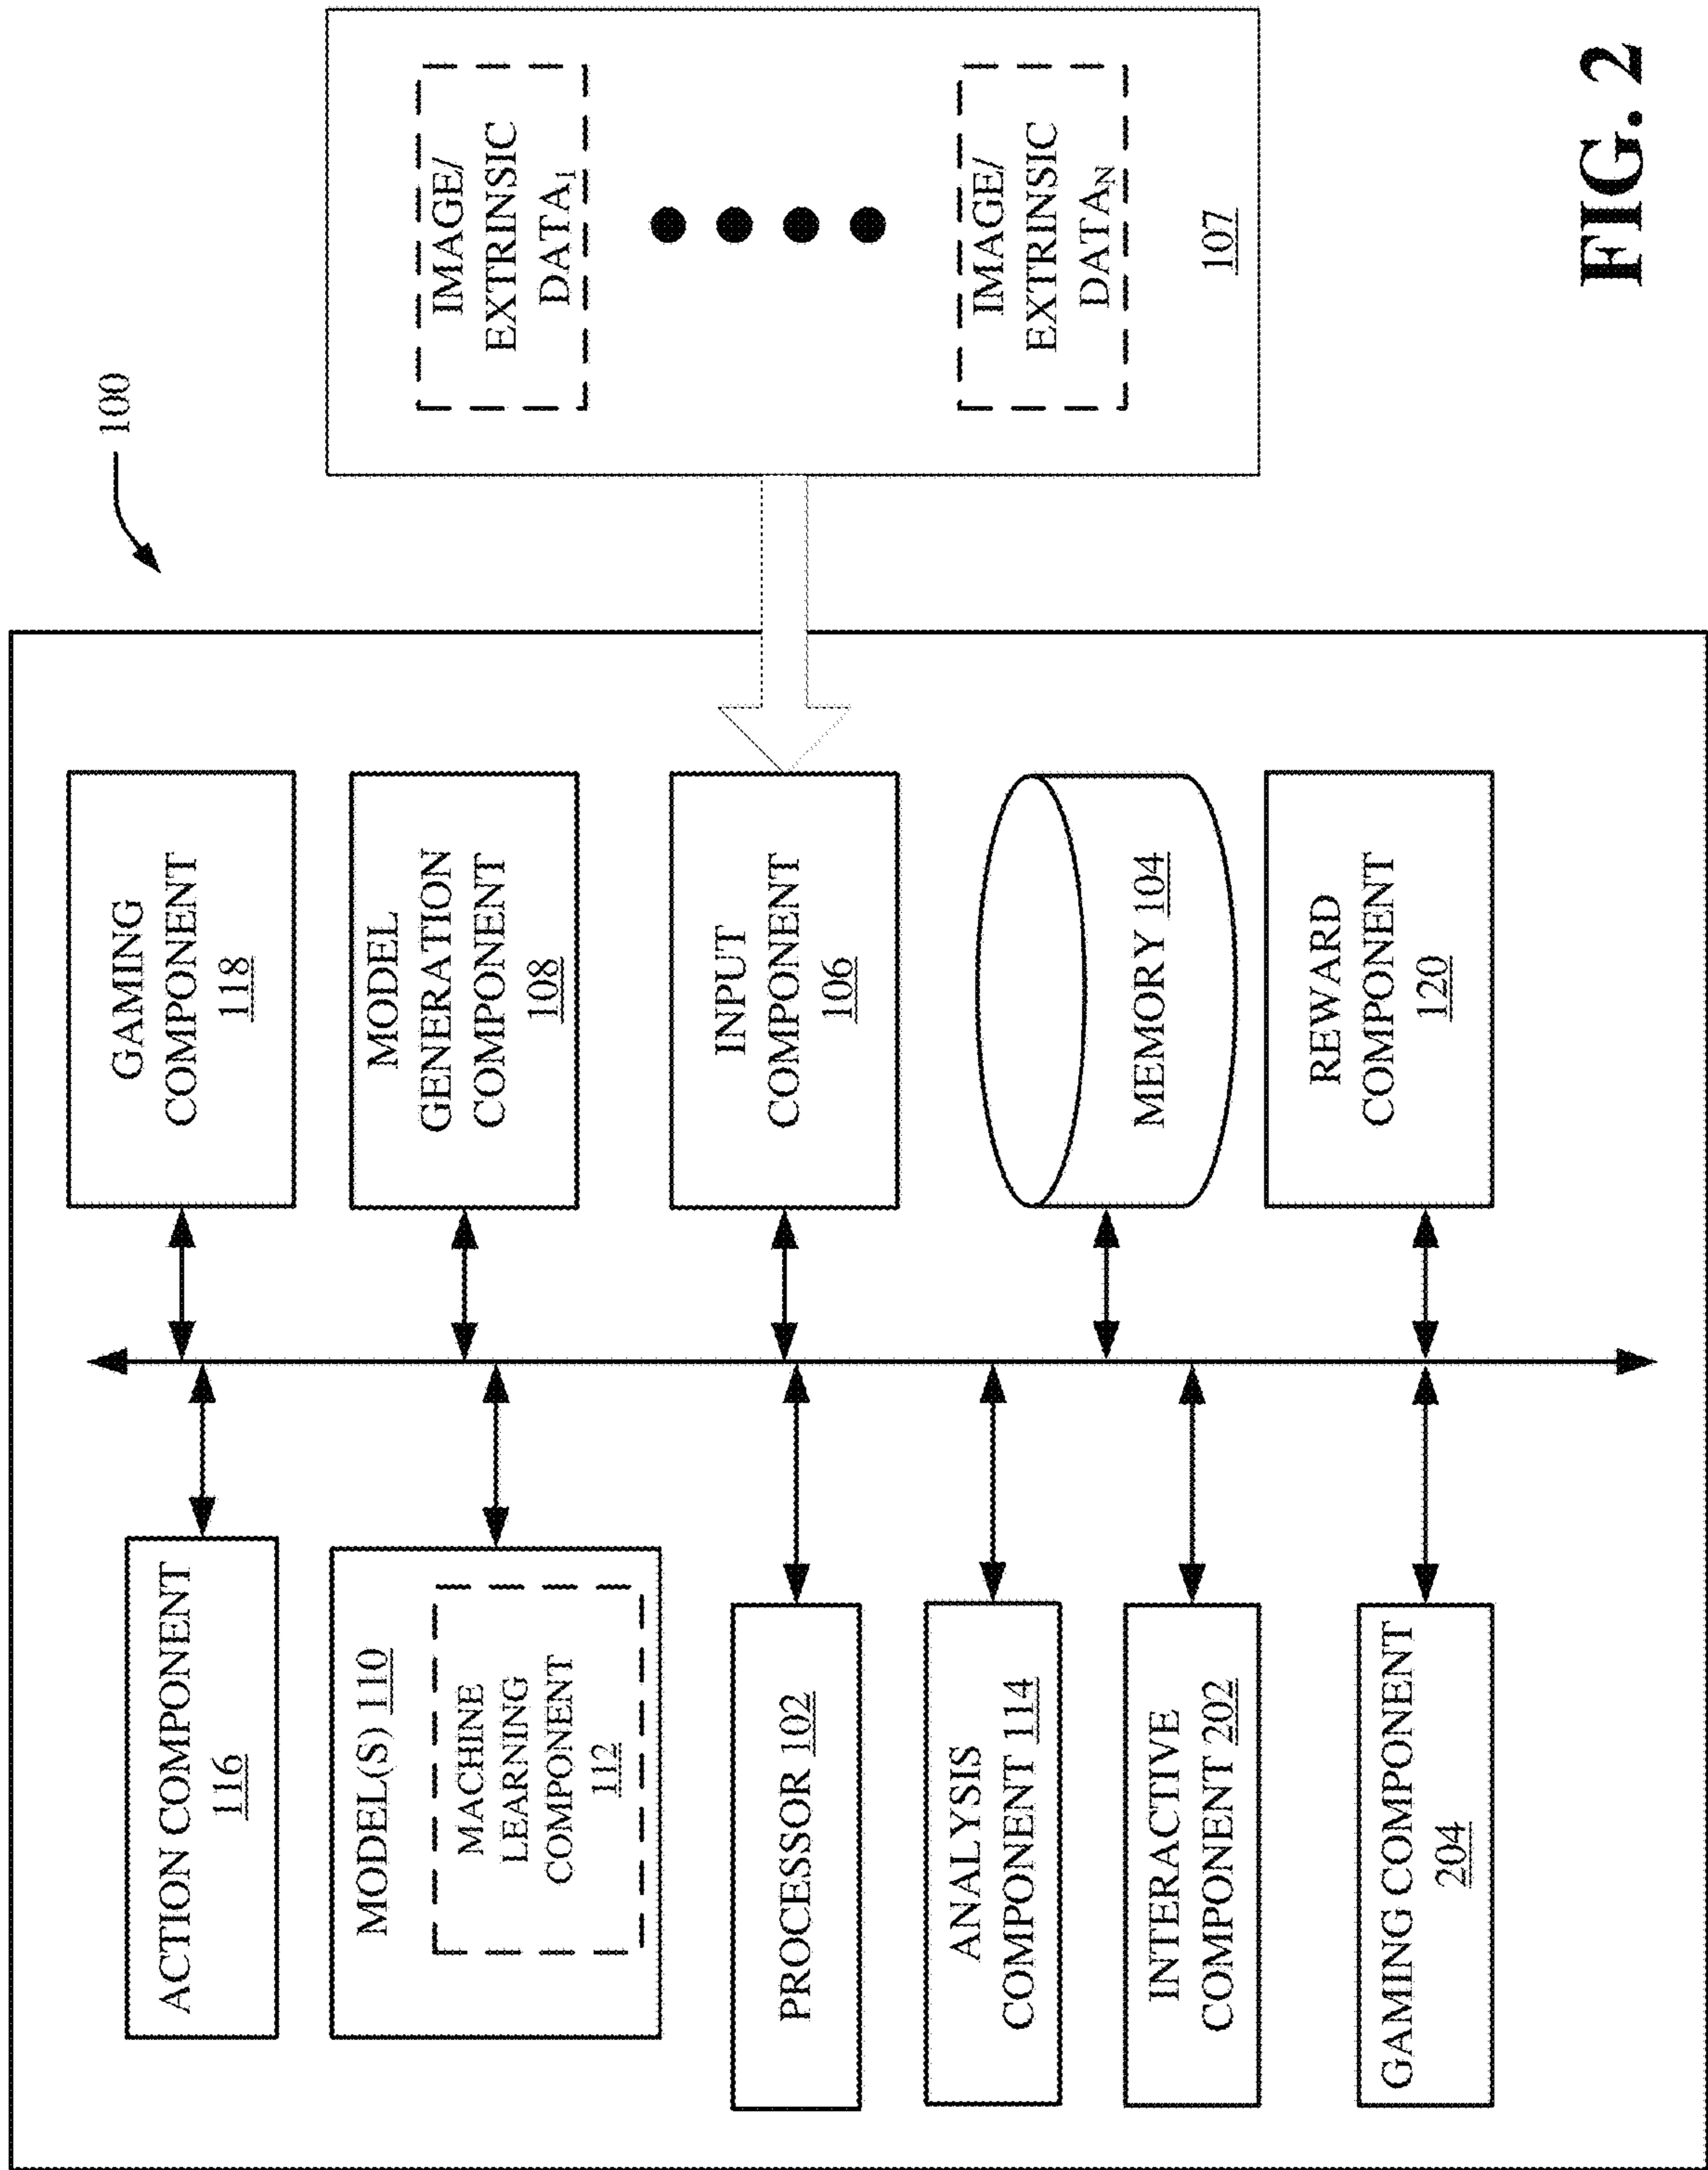 100
ACTION COMPONENT
116
MODEL(S) 110
MACHINE
LEARNING
COMPONENT
112
PROCESSOR 102
ANALYSIS
COMPONENT 114
INTERACTIVE
COMPONENT 202
GAMING COMPONENT
204
GAMING
COMPONENT
118
MODEL
GENERATION
COMPONENT
108
INPUT
COMPONENT
106
MEMORY 104
REWARD
COMPONENT
120
IMAGE/
EXTRINSIC
DATA1
IMAGE/
EXTRINSIC
DATAN
107
FIG. 2